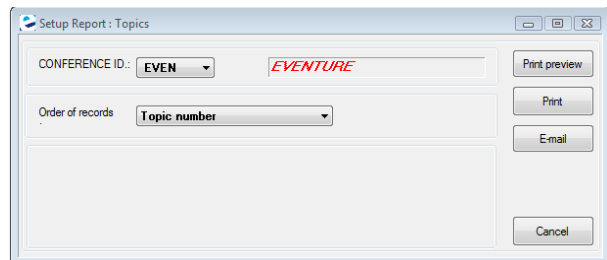 Setup Report : Topics
CONFERENCE ID.: EVEN EVENTURE Print preview
Order of records : Topic number Print
E-mail
Cancel